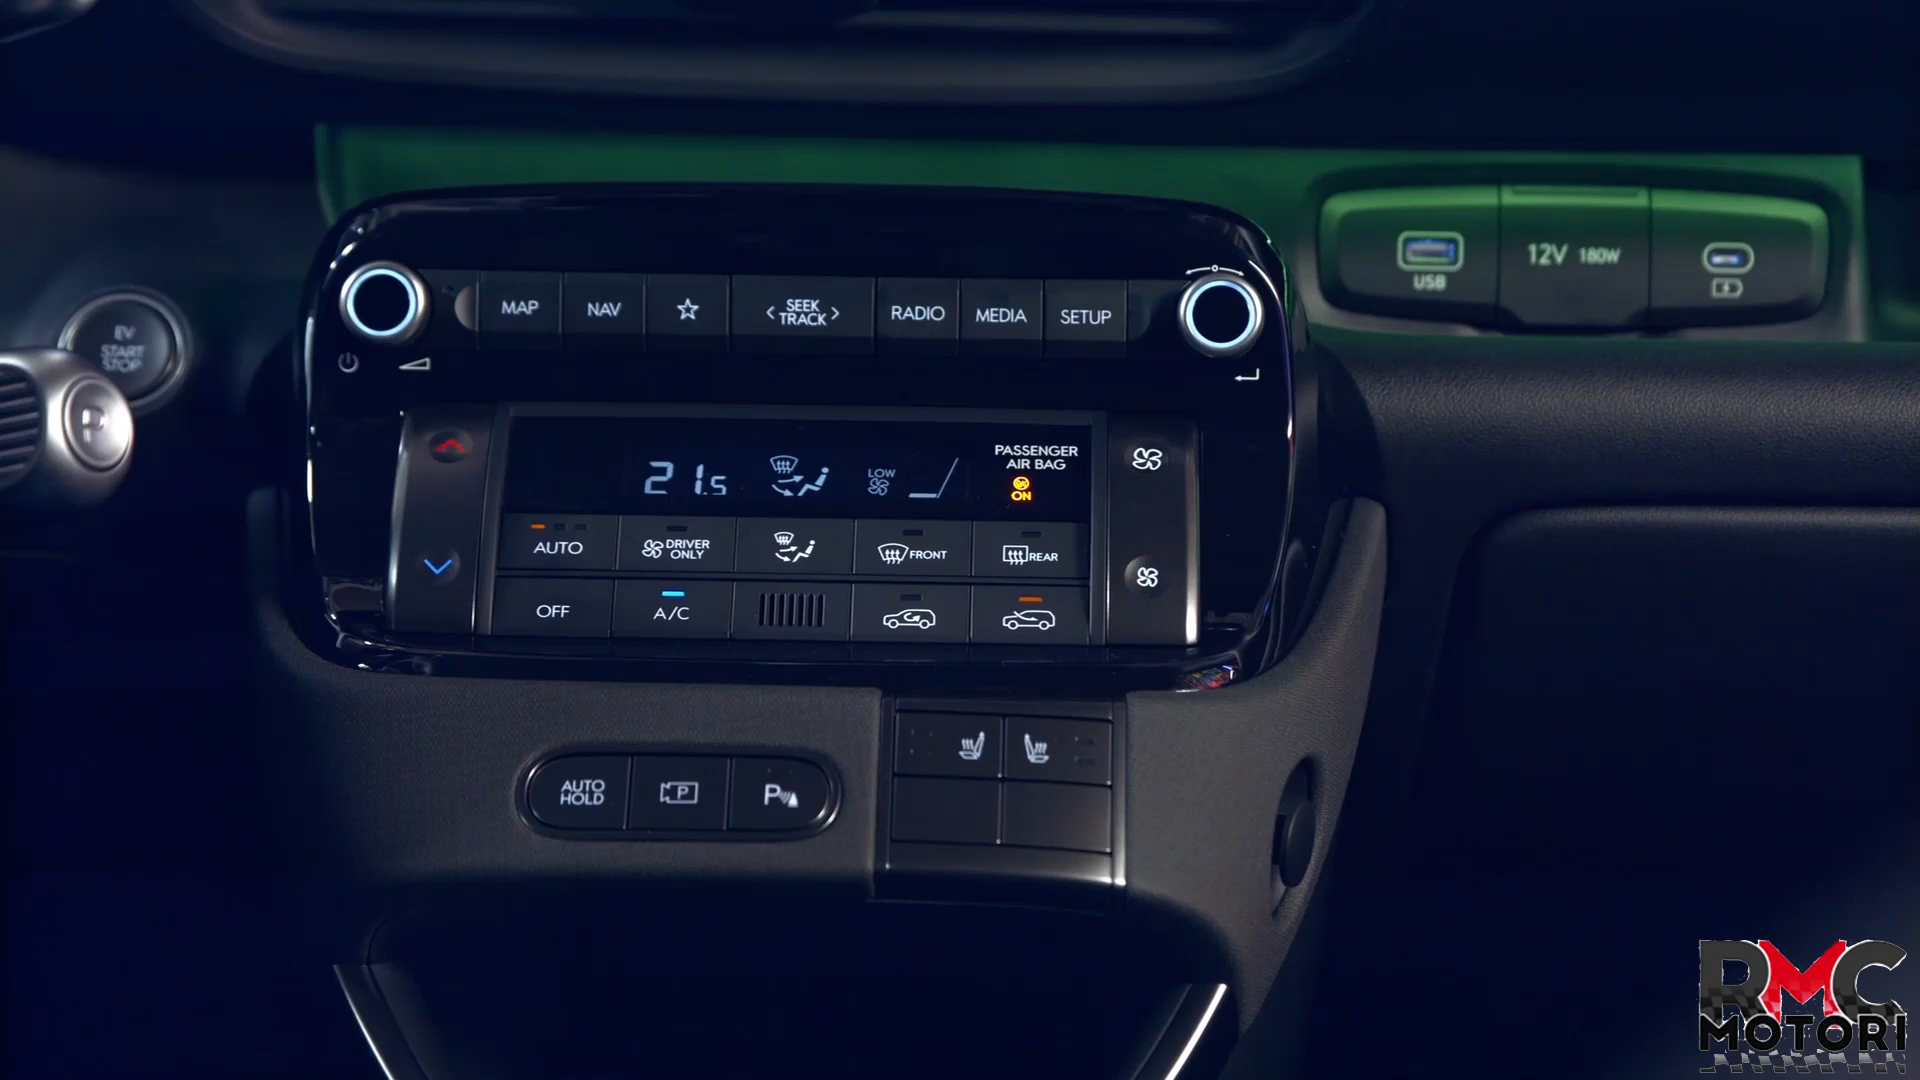 EV
START
STOP
P
MAP
NAV
SEEK
TRACK
RADIO
MEDIA
SETUP
USB
12V 180W
21.5
LOW
PASSENGER
AIR BAG
ON
AUTO
DRIVER
ONLY
FRONT
REAR
OFF
A/C
AUTO
HOLD
P
P
RMC
MOTORI